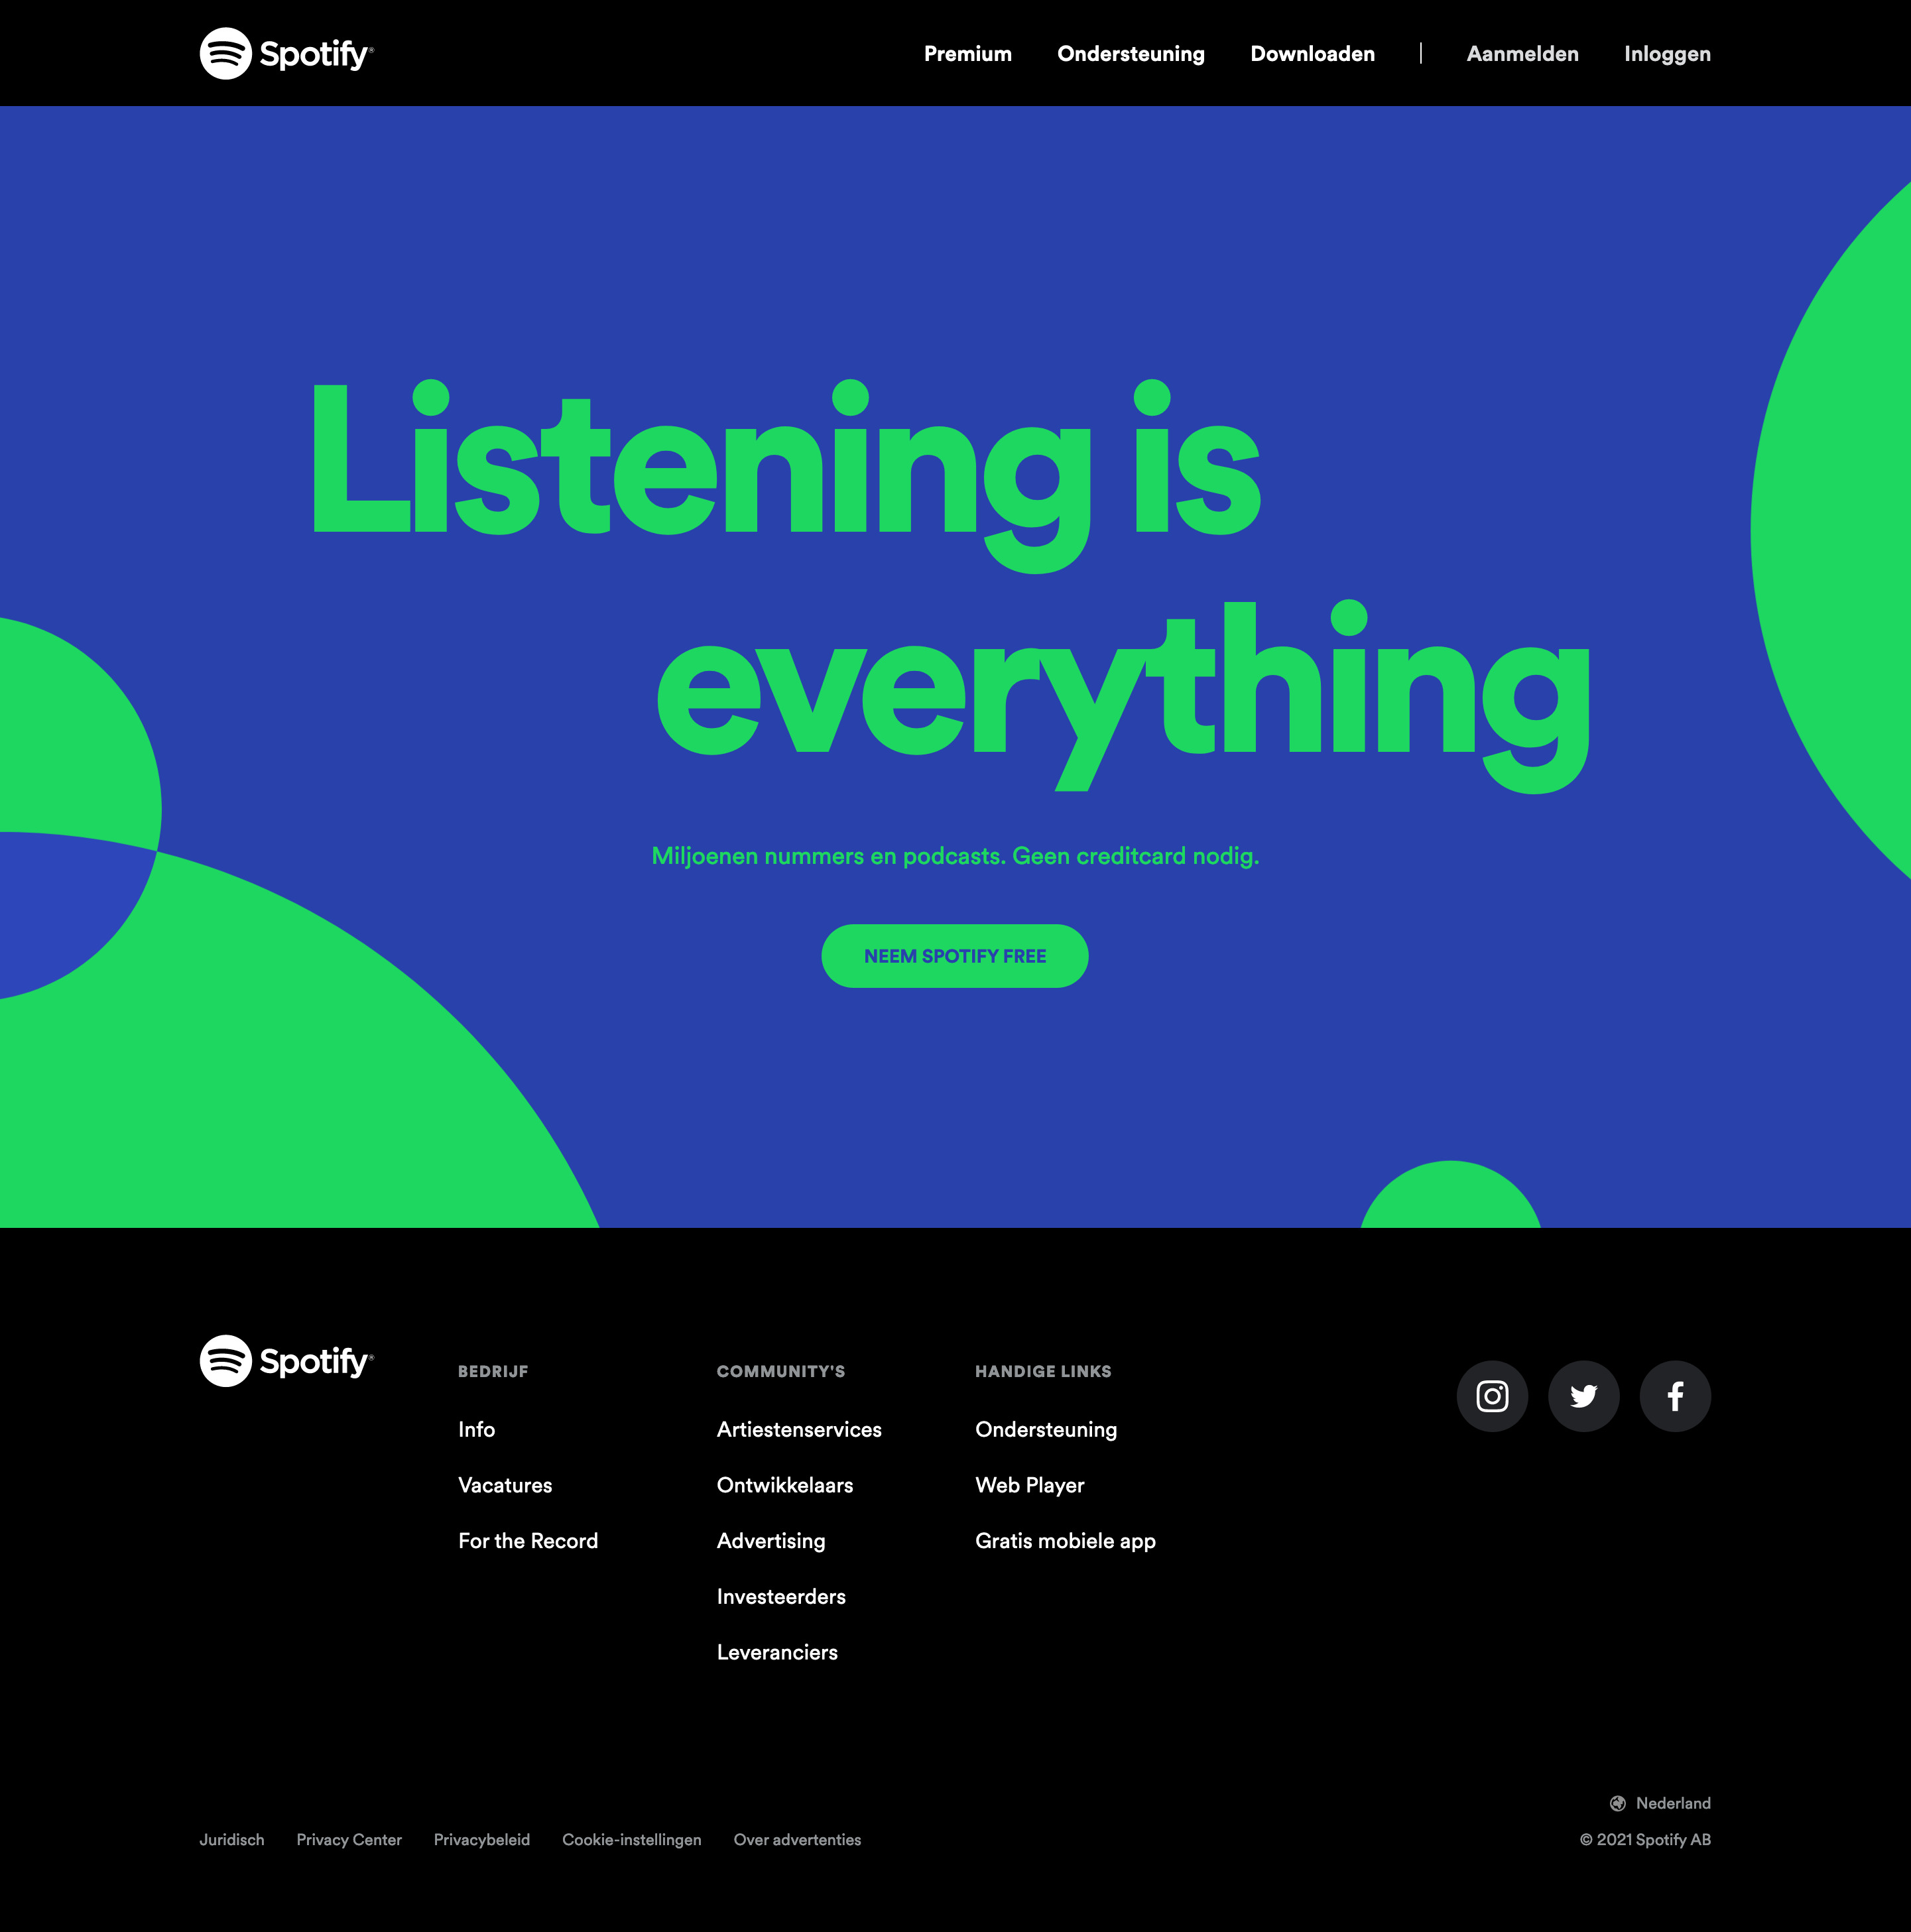 Spotify®
Premium Ondersteuning Downloaden | Aanmelden Inloggen
Listening is
everything
Miljoenen nummers en podcasts. Geen creditcard nodig.
NEEM SPOTIFY FREE
Spotify®
BEDRIJF
Info
Vacatures
For the Record
COMMUNITY'S
Artiestenservices
Ontwikkelaars
Advertising
Investeerders
Leveranciers
HANDIGE LINKS
Ondersteuning
Web Player
Gratis mobiele app
Nederland
Juridisch Privacy Center Privacybeleid Cookie-instellingen Over advertenties
© 2021 Spotify AB